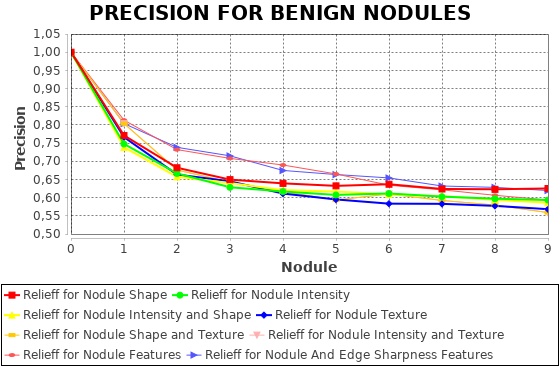 PRECISION FOR BENIGN NODULES
1,05
1,00
0,95
0,90
0,85
0,80
0,75
0,70
0,65
0,60
0,55
0,50
Precision
0 1 2 3 4 5 6 7 8 9
Nodule
Relieff for Nodule Shape Relieff for Nodule Intensity
Relieff for Nodule Intensity and Shape Relieff for Nodule Texture
Relieff for Nodule Shape and Texture Relieff for Nodule Intensity and Texture
Relieff for Nodule Features Relieff for Nodule And Edge Sharpness Features